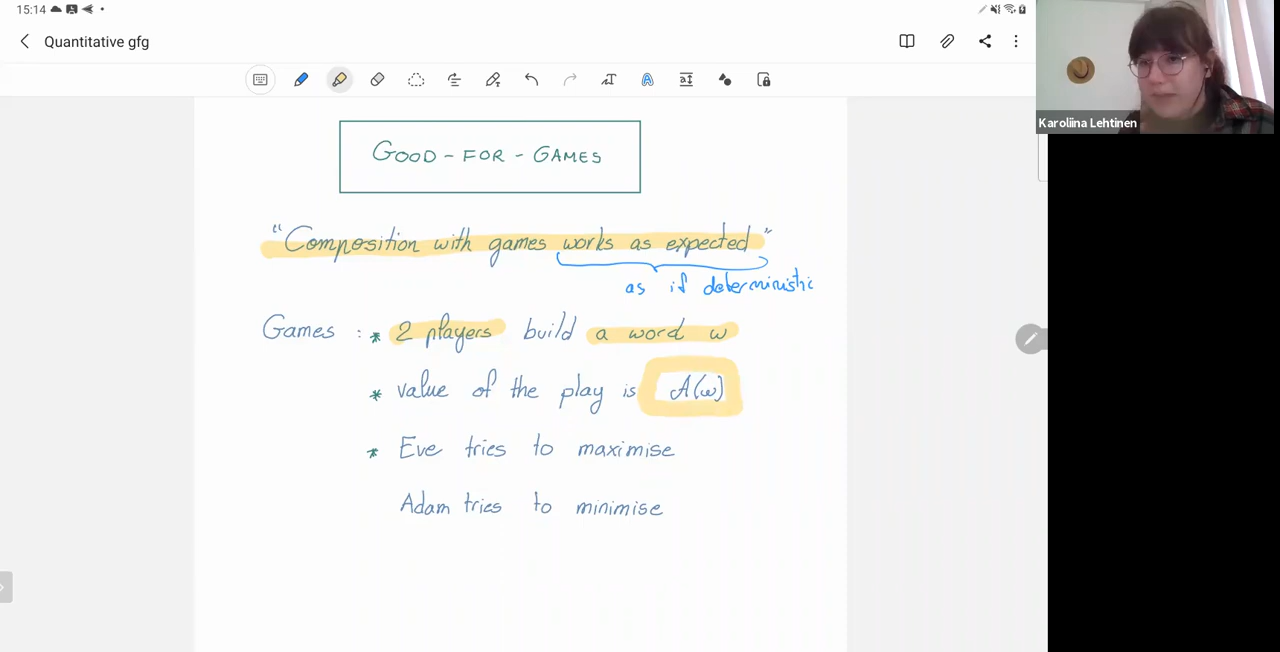 15:14
Quantitative gfg
Karoliina Lehtinen
GOOD - FOR - GAMES
"Composition with games works as expected"
as if deterministic
Games : * 2 players build a word w
* value of the play is A(w)
* Eve tries to maximise
Adam tries to minimise